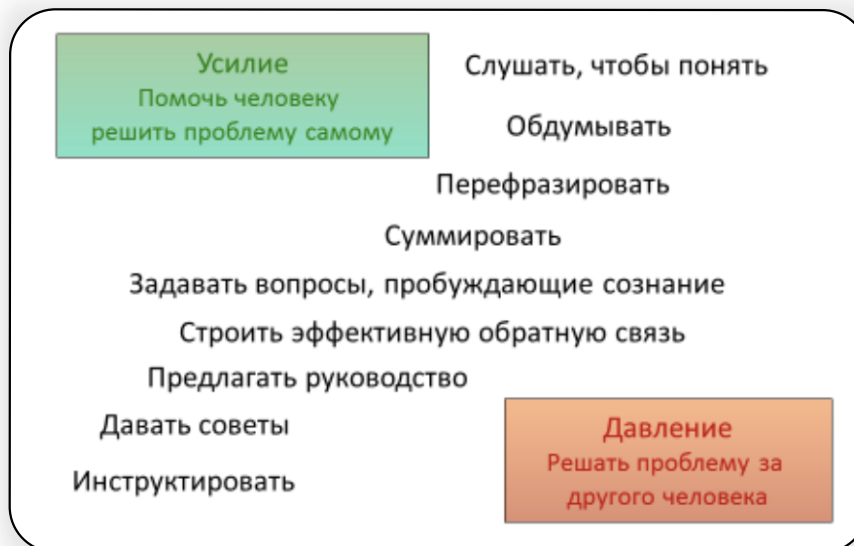 Усилие
Помочь человеку
решить проблему самому
Слушать, чтобы понять
Обдумывать
Перефразировать
Суммировать
Задавать вопросы, пробуждающие сознание
Строить эффективную обратную связь
Предлагать руководство
Давать советы
Инструктировать
Давление
Решать проблему за
другого человека